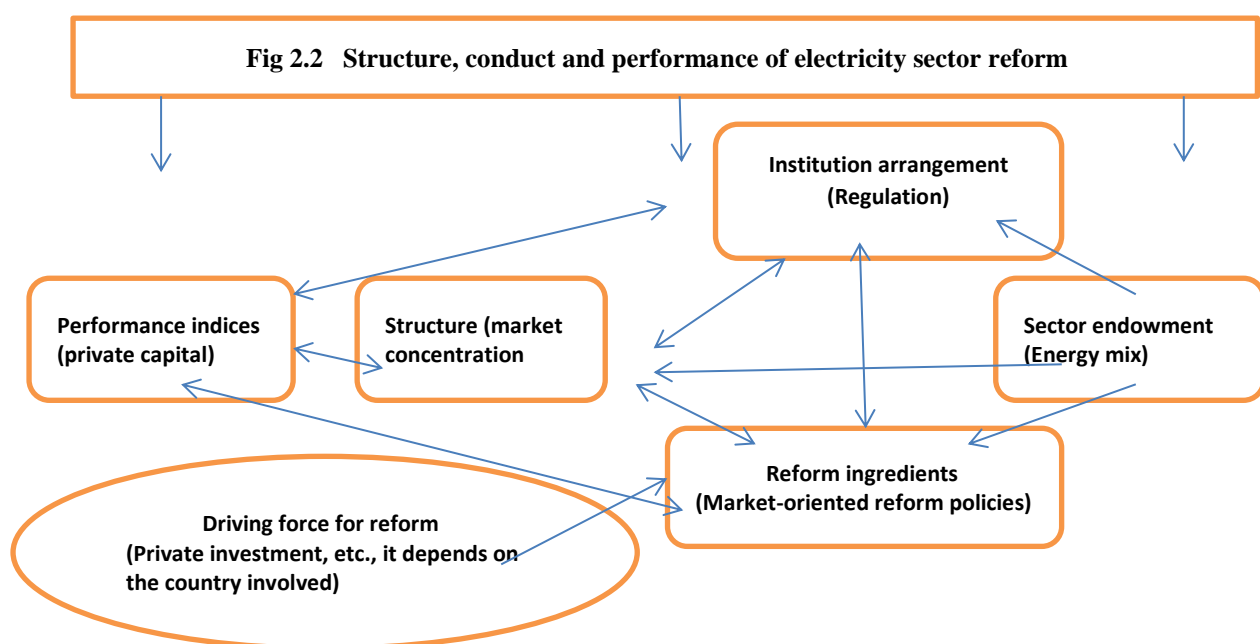 Fig 2.2 Structure, conduct and performance of electricity sector reform
Institution arrangement
(Regulation)
Performance indices
(private capital)
Structure (market
concentration
Sector endowment
(Energy mix)
Reform ingredients
(Market-oriented reform policies)
Driving force for reform
(Private investment, etc., it depends on
the country involved)